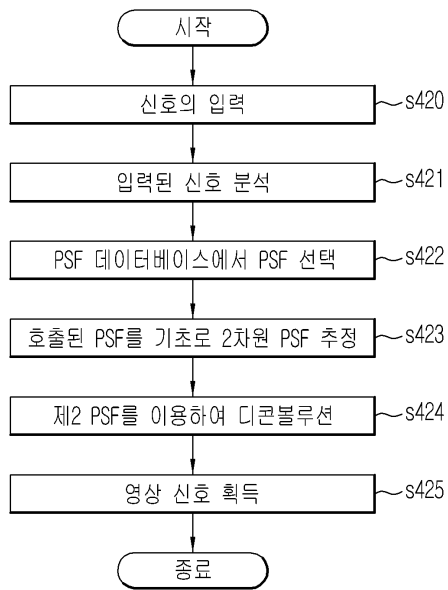 시작
신호의 입력
s420
입력된 신호 분석
s421
PSF 데이터베이스에서 PSF 선택
s422
호출된 PSF를 기초로 2차원 PSF 추정
s423
제2 PSF를 이용하여 디콘볼루션
s424
영상 신호 획득
s425
종료